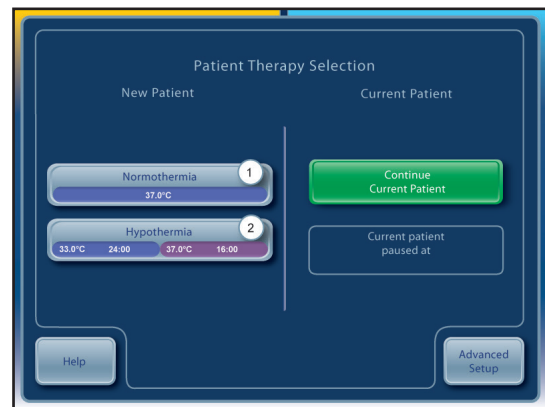 Patient Therapy Selection
New Patient
Current Patient
Normothermia 1
37.0°C
Hypothermia 2
33.0°C 24:00 37.0°C 16:00
Continue
Current Patient
Current patient
paused at
Help
Advanced
Setup